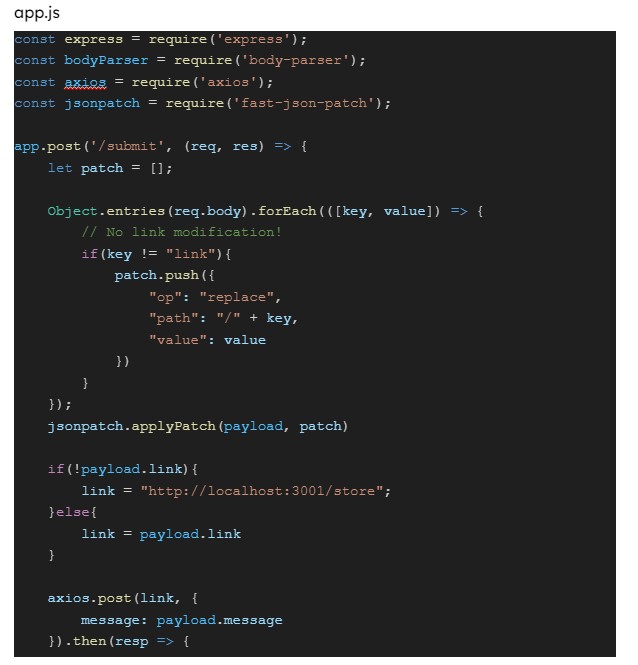 app.js
const express = require('express');
const bodyParser = require('body-parser');
const axios = require('axios');
const jsonpatch = require('fast-json-patch');
app.post('/submit', (req, res) => {
    let patch = [];
    Object.entries(req.body).forEach(([key, value]) => {
        // No link modification!
        if(key != "link"){
            patch.push({
                "op": "replace",
                "path": "/" + key,
                "value": value
            })
        }
    });
    jsonpatch.applyPatch(payload, patch)
    if(!payload.link){
        link = "http://localhost:3001/store";
    }else{
        link = payload.link
    }
    axios.post(link, {
        message: payload.message
    }).then(resp => {